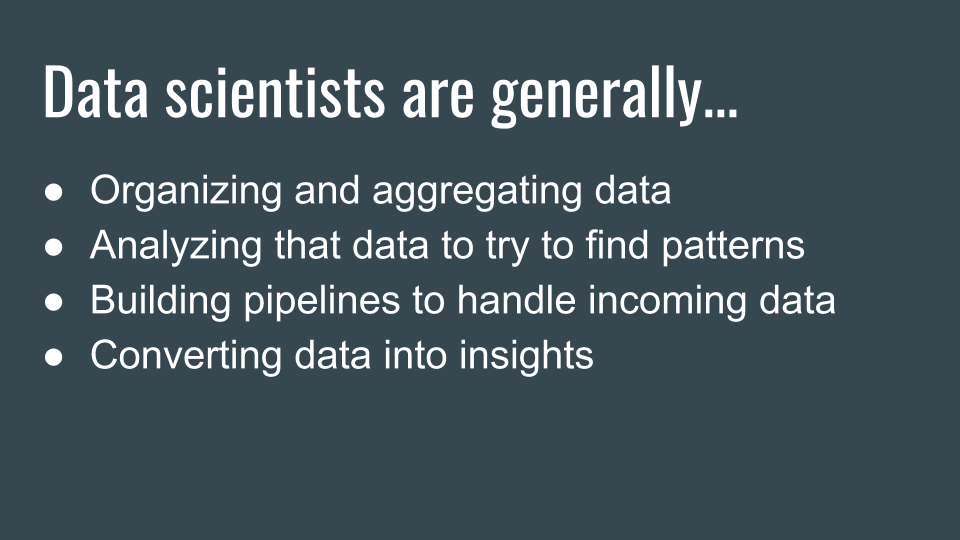 Data scientists are generally...
● Organizing and aggregating data
● Analyzing that data to try to find patterns
● Building pipelines to handle incoming data
● Converting data into insights